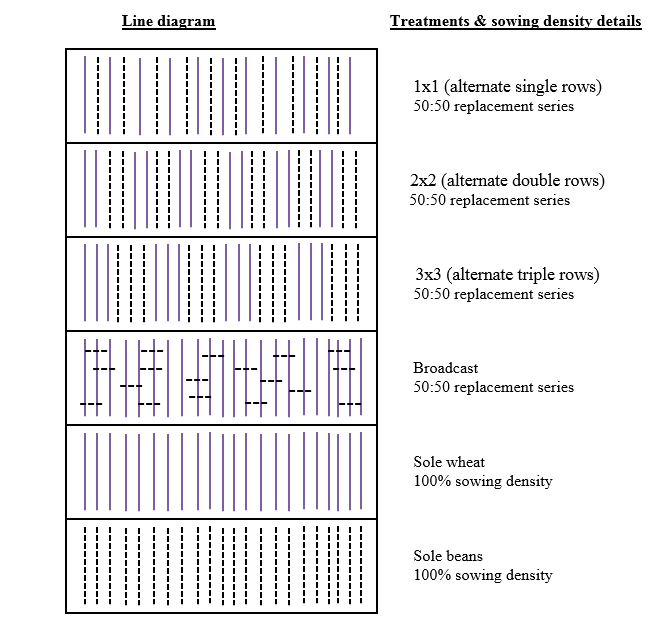 Line diagram
Treatments & sowing density details
1x1 (alternate single rows)
50:50 replacement series
2x2 (alternate double rows)
50:50 replacement series
3x3 (alternate triple rows)
50:50 replacement series
Broadcast
50:50 replacement series
Sole wheat
100% sowing density
Sole beans
100% sowing density